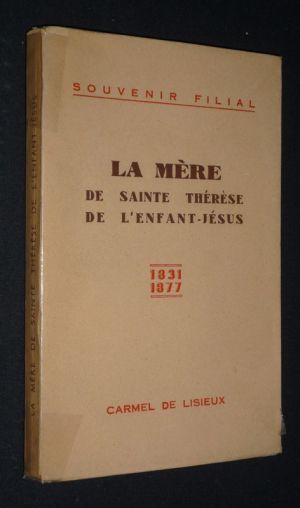 SOUVENIR FILIAL
LA MÈRE
DE SAINTE THÉRÈSE
DE L'ENFANT-JÉSUS
1831
1877
CARMEL DE LISIEUX
LA MÈRE DE SAINTE THÉRÈSE DE L'ENFANT-JÉSUS